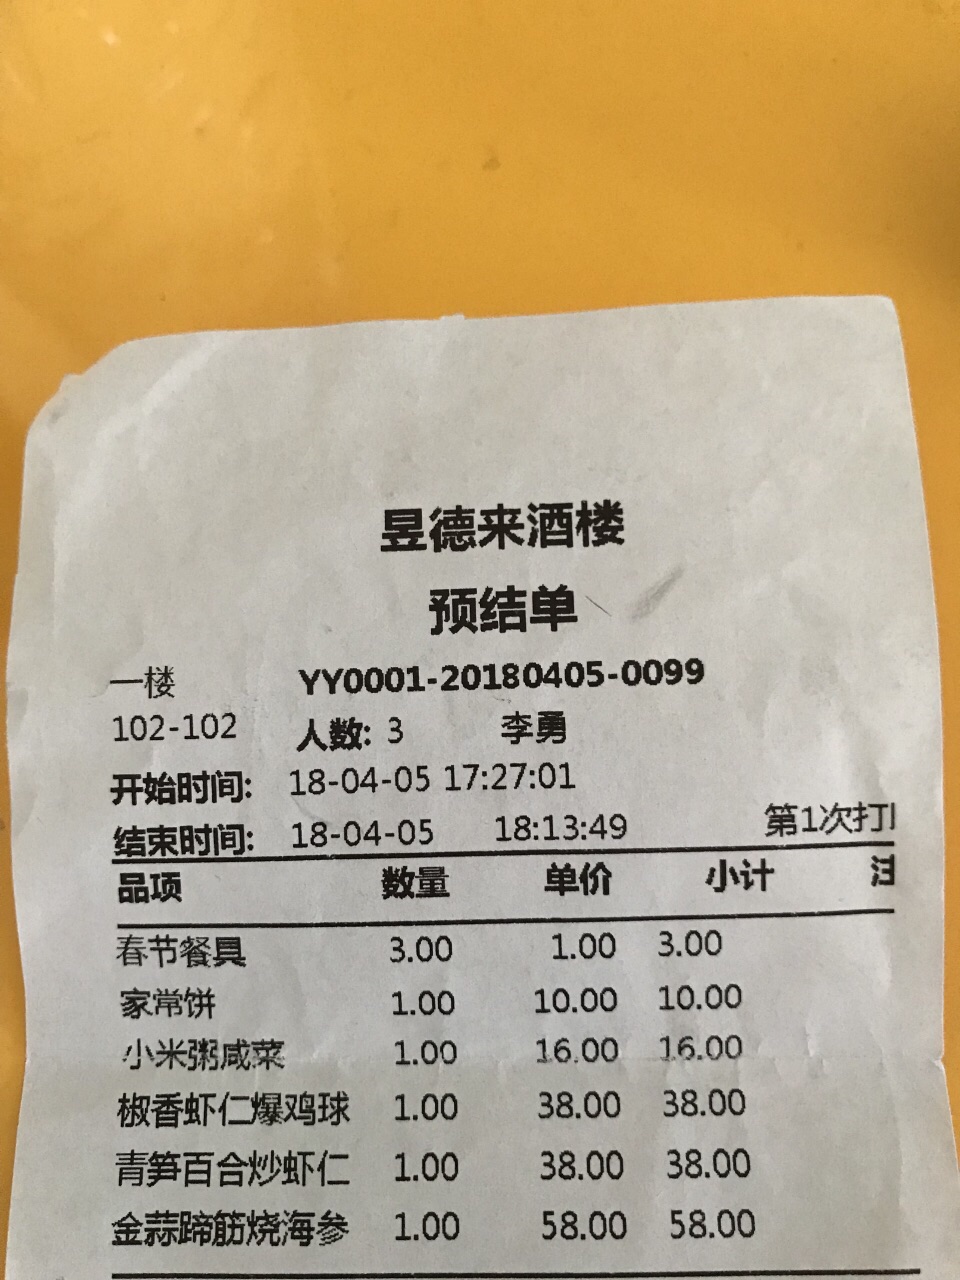 昱德来酒楼
预结单
一楼 YY0001-20180405-0099
102-102 人数: 3 李勇
开始时间: 18-04-05 17:27:01
结束时间: 18-04-05 18:13:49 第1次打
品项 数量 单价 小计 注
春节餐具 3.00 1.00 3.00
家常饼 1.00 10.00 10.00
小米粥咸菜 1.00 16.00 16.00
椒香虾仁爆鸡球 1.00 38.00 38.00
青笋百合炒虾仁 1.00 38.00 38.00
金蒜蹄筋烧海参 1.00 58.00 58.00